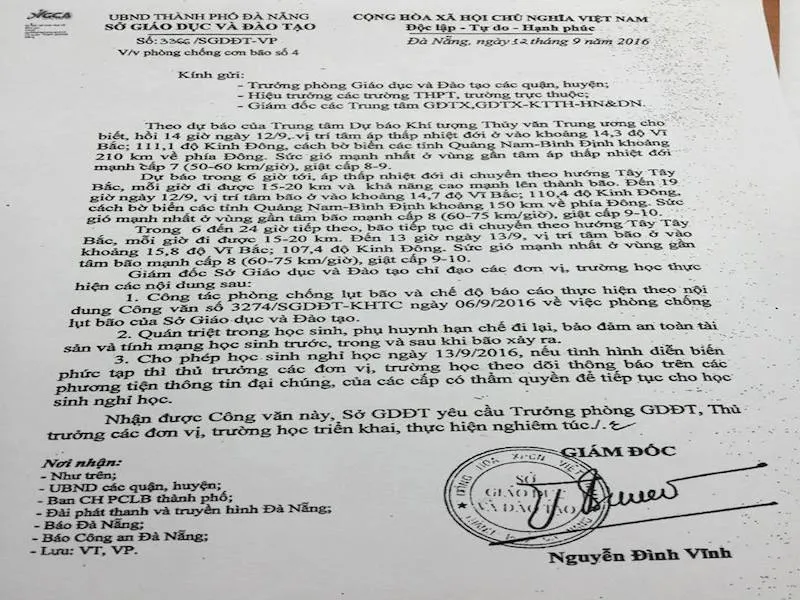 UBND THÀNH PHỐ ĐÀ NẴNG
SỞ GIÁO DỤC VÀ ĐÀO TẠO
Số: 3366/SGDĐT-VP
V/v phòng chống cơn bão số 4
CỘNG HÒA XÃ HỘI CHỦ NGHĨA VIỆT NAM
Độc lập - Tự do - Hạnh phúc
Đà Nẵng, ngày 12 tháng 9 năm 2016
Kính gửi:
- Trưởng phòng Giáo dục và Đào tạo các quận, huyện;
- Hiệu trưởng các trường THPT, trường trực thuộc;
- Giám đốc các Trung tâm GDTX,GDTX-KTTH-HN&DN.
Theo dự báo của Trung tâm Dự báo Khí tượng Thủy văn Trung ương cho
biết, hồi 14 giờ ngày 12/9, vị trí tâm áp thấp nhiệt đới ở vào khoảng 14,3 độ Vĩ
Bắc; 111,1 độ Kinh Đông, cách bờ biển các tỉnh Quảng Nam-Bình Định khoảng
210 km về phía Đông. Sức gió mạnh nhất ở vùng gần tâm áp thấp nhiệt đới
mạnh cấp 7 (50-60 km/giờ), giật cấp 8-9.
Dự báo trong 6 giờ tới, áp thấp nhiệt đới di chuyển theo hướng Tây Tây
Bắc, mỗi giờ đi được 15-20 km và khả năng cao mạnh lên thành bão. Đến 19
giờ ngày 12/9, vị trí tâm bão ở vào khoảng 14,7 độ Vĩ Bắc; 110,4 độ Kinh Đông,
cách bờ biển các tỉnh Quảng Nam-Bình Định khoảng 150 km về phía Đông. Sức
gió mạnh nhất ở vùng gần tâm bão mạnh cấp 8 (60-75 km/giờ), giật cấp 9-10.
Trong 6 đến 24 giờ tiếp theo, bão tiếp tục di chuyển theo hướng Tây Tây
Bắc, mỗi giờ đi được 15-20 km. Đến 13 giờ ngày 13/9, vị trí tâm bão ở vào
khoảng 15,8 độ Vĩ Bắc; 107,4 độ Kinh Đông. Sức gió mạnh nhất ở vùng gần
tâm bão mạnh cấp 8 (60-75 km/giờ), giật cấp 9-10.
Giám đốc Sở Giáo dục và Đào tạo chỉ đạo các đơn vị, trường học thực
hiện các nội dung sau:
1. Công tác phòng chống lụt bão và chế độ báo cáo thực hiện theo nội
dung Công văn số 3274/SGDĐT-KHTC ngày 06/9/2016 về việc phòng chống
lụt bão của Sở Giáo dục và Đào tạo.
2. Quán triệt trong học sinh, phụ huynh hạn chế đi lại, bảo đảm an toàn tài
sản và tính mạng học sinh trước, trong và sau khi bão xảy ra.
3. Cho phép học sinh nghỉ học ngày 13/9/2016, nếu tình hình diễn biến
phức tạp thì thủ trưởng các đơn vị, trường học theo dõi thông báo trên các
phương tiện thông tin đại chúng, của các cấp có thẩm quyền để tiếp tục cho học
sinh nghỉ học.
Nhận được Công văn này, Sở GDĐT yêu cầu Trưởng phòng GDĐT, Thủ
trưởng các đơn vị, trường học triển khai, thực hiện nghiêm túc./.
Nơi nhận:
- Như trên;
- UBND các quận, huyện;
- Ban CH PCLB thành phố;
- Đài phát thanh và truyền hình Đà Nẵng;
- Báo Đà Nẵng;
- Báo Công an Đà Nẵng;
- Lưu: VT, VP.
GIÁM ĐỐC
SỞ
GIÁO DỤC
VÀ ĐÀO TẠO
Nguyễn Đình Vĩnh